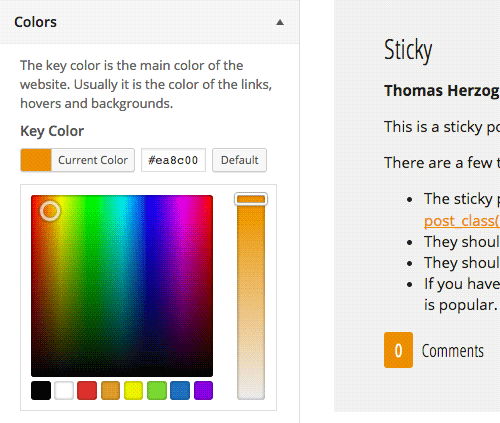 Colors
The key color is the main color of the
website. Usually it is the color of the links,
hovers and backgrounds.
Key Color
Current Color
#ea8c00
Default
Sticky
Thomas Herzog
This is a sticky po
There are a few t
The sticky p
post_class(
They shoul
They shoul
If you have
is popular.
0 Comments